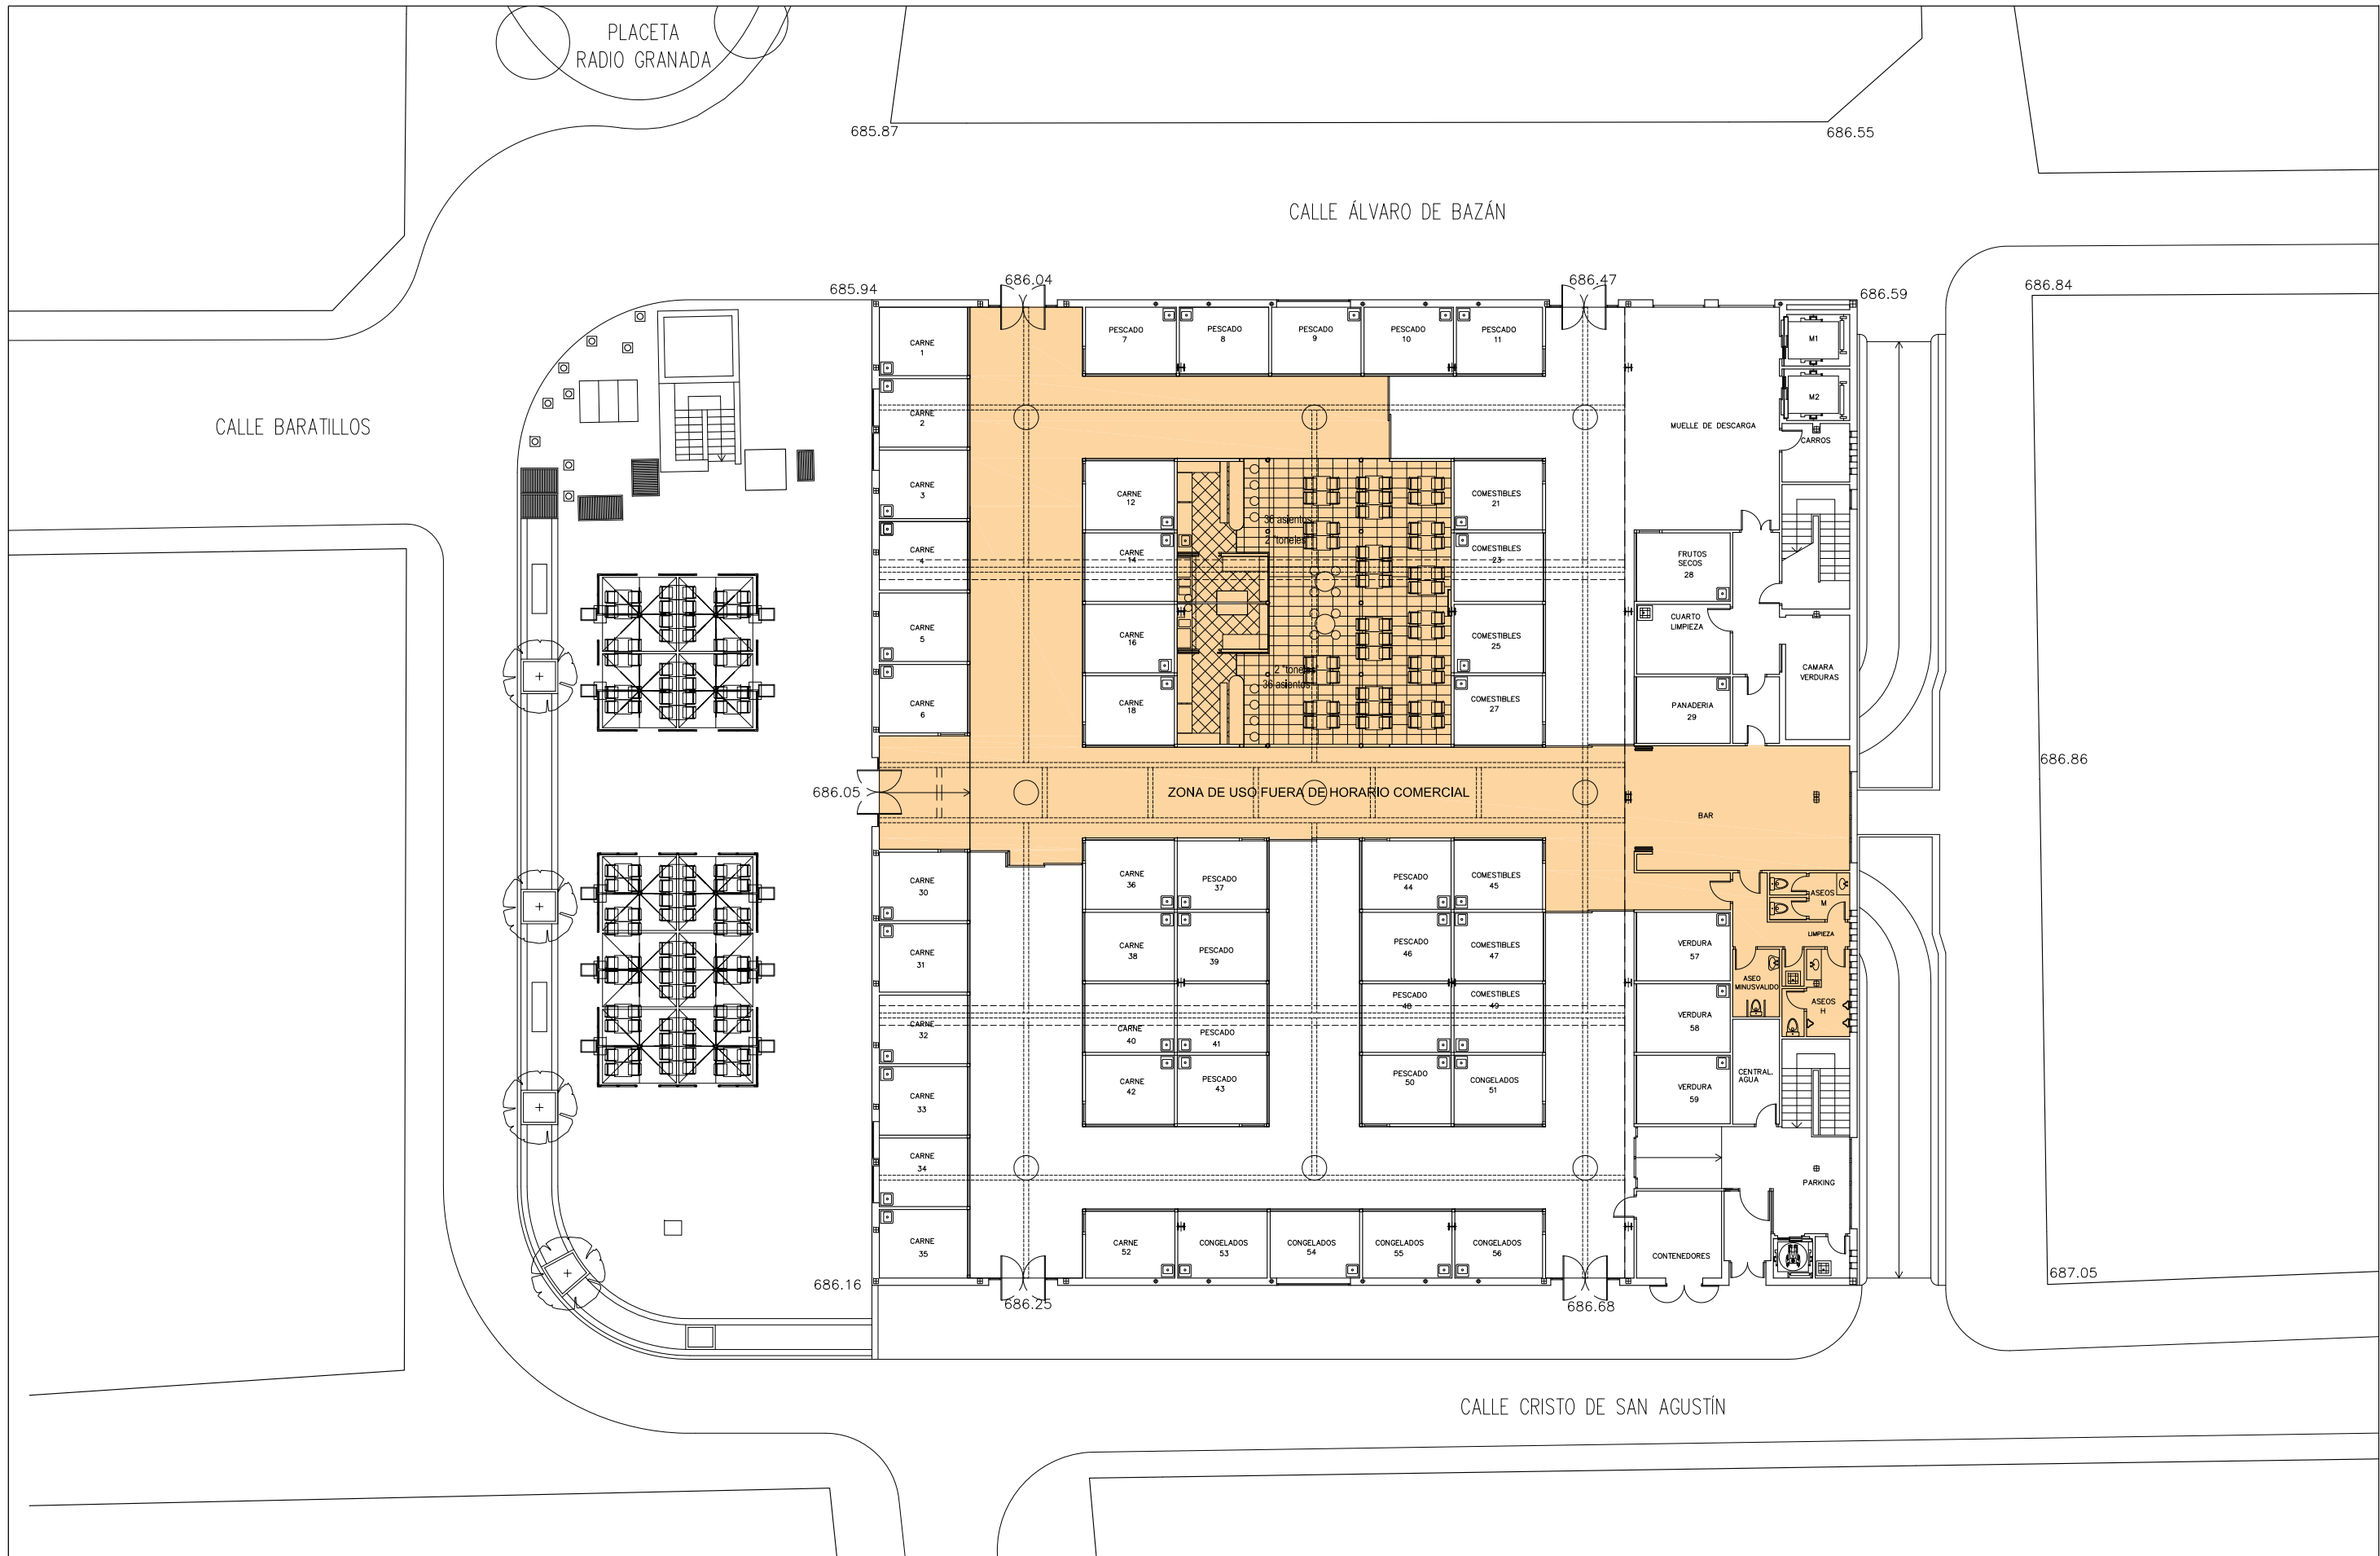 PLACETA
RADIO GRANADA
685.87
686.55
CALLE ÁLVARO DE BAZÁN
685.94
686.04
686.47
686.59
686.84
CALLE BARATILLOS
CARNE
1
PESCADO
7
PESCADO
8
PESCADO
9
PESCADO
10
PESCADO
11
M1
M2
CARNE
2
MUELLE DE DESCARGA
CARROS
CARNE
3
CARNE
12
COMESTIBLES
21
36 asientos
2 "toneles"
CARNE
4
CARNE
14
COMESTIBLES
23
FRUTOS
SECOS
28
CARNE
5
CARNE
16
COMESTIBLES
25
CUARTO
LIMPIEZA
CAMARA
VERDURAS
2 "toneles"
36 asientos
CARNE
6
CARNE
18
COMESTIBLES
27
PANADERIA
29
686.05
ZONA DE USO FUERA DE HORARIO COMERCIAL
BAR
686.86
CARNE
30
CARNE
36
PESCADO
37
PESCADO
44
COMESTIBLES
45
ASEOS
M
LIMPIEZA
CARNE
31
CARNE
38
PESCADO
39
PESCADO
46
COMESTIBLES
47
VERDURA
57
ASEO
MINUSVALIDO
ASEOS
H
CARNE
32
CARNE
40
PESCADO
41
PESCADO
48
COMESTIBLES
49
VERDURA
58
CARNE
33
CARNE
42
PESCADO
43
PESCADO
50
CONGELADOS
51
VERDURA
59
CENTRAL.
AGUA
CARNE
34
PARKING
CARNE
35
CARNE
52
CONGELADOS
53
CONGELADOS
54
CONGELADOS
55
CONGELADOS
56
CONTENEDORES
686.16
686.25
686.68
687.05
CALLE CRISTO DE SAN AGUSTÍN